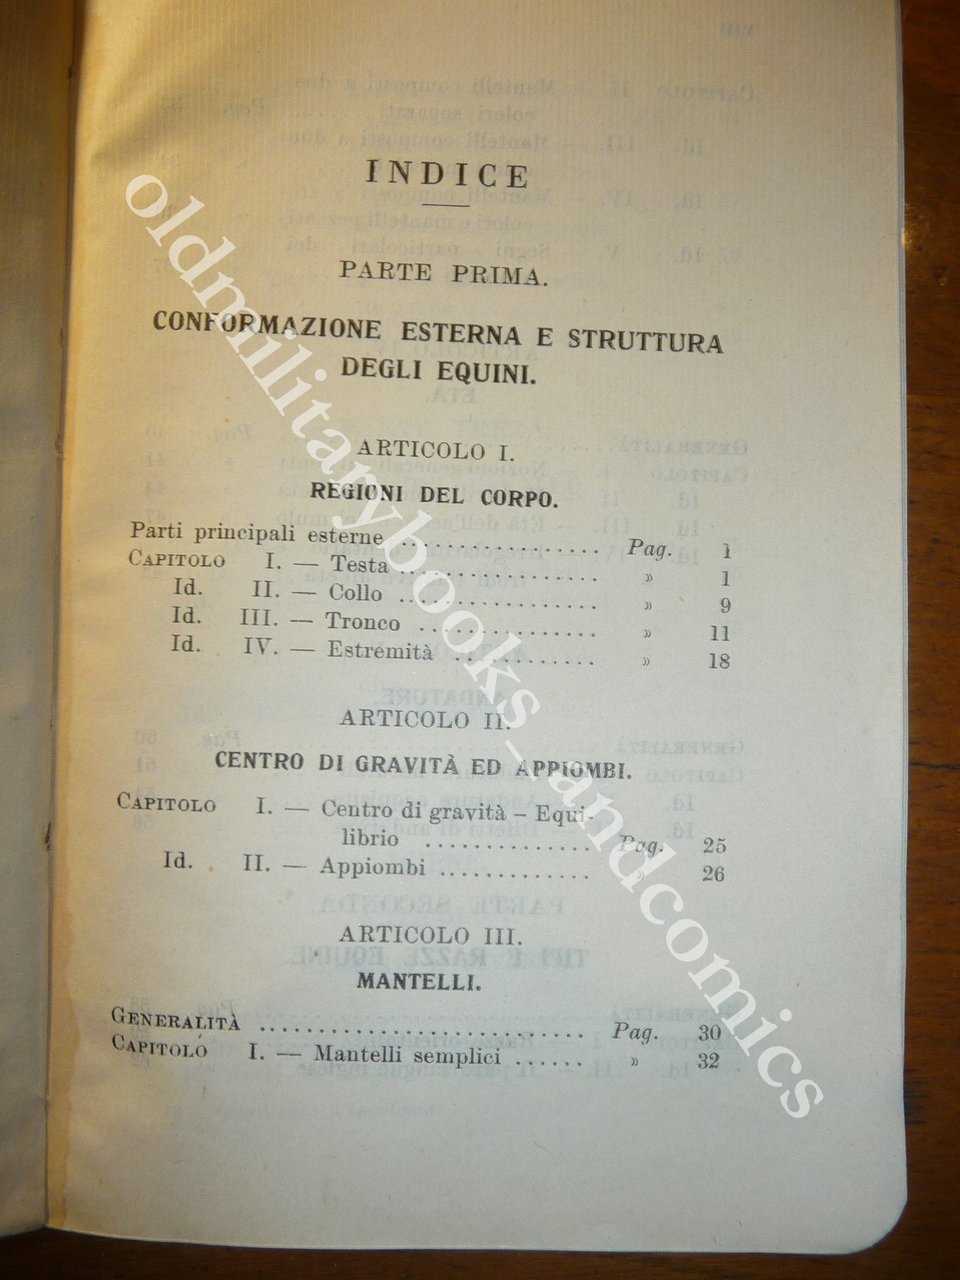 INDICE
PARTE PRIMA.
CONFORMAZIONE ESTERNA E STRUTTURA
DEGLI EQUINI.
ARTICOLO I.
REGIONI DEL CORPO.
Parti principali esterne .................. Pag. 1
CAPITOLO I. — Testa .................. » 1
Id. II. — Collo ................ » 9
Id. III. — Tronco .............. » 11
Id. IV. — Estremità ............ » 18
ARTICOLO II.
CENTRO DI GRAVITÀ ED APPIOMBI.
CAPITOLO I. — Centro di gravità – Equi-
librio .............. Pag. 25
Id. II. — Appiombi .............. » 26
ARTICOLO III.
MANTELLI.
GENERALITÀ ............................ Pag. 30
CAPITOLO I. — Mantelli semplici ...... » 32
oldmilitarybooks_andcomics